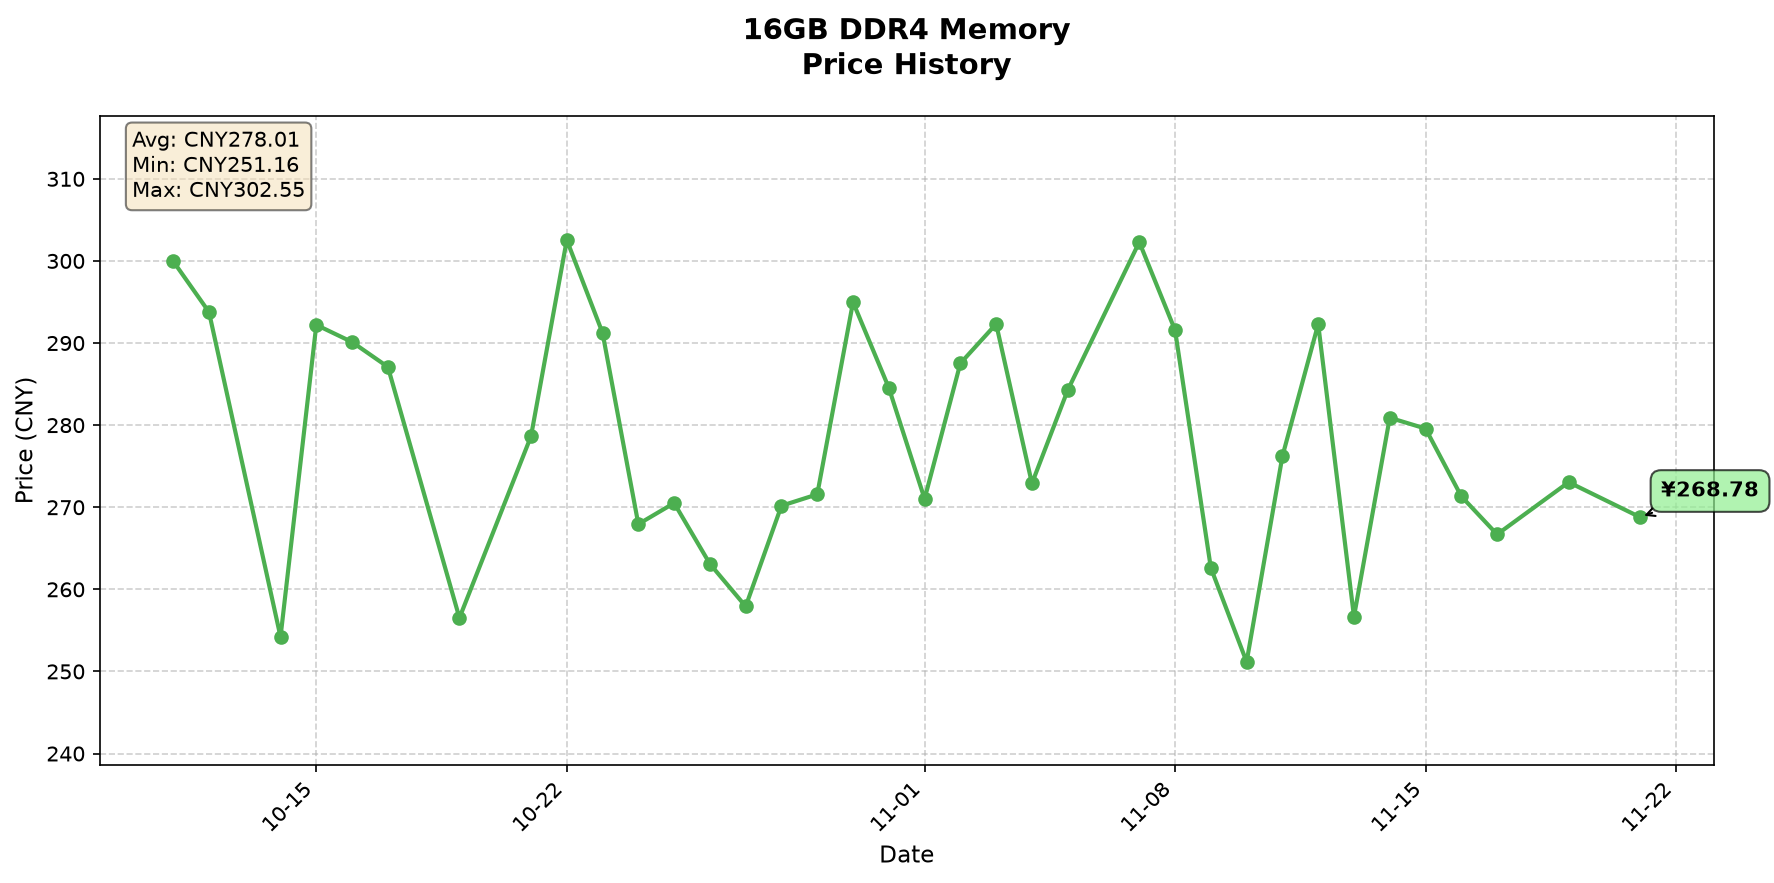 16GB DDR4 Memory
Price History
Avg: CNY278.01
Min: CNY251.16
Max: CNY302.55
310
300
290
280
270
260
250
240
Price (CNY)
¥268.78
10-15
10-22
11-01
11-08
11-15
11-22
Date